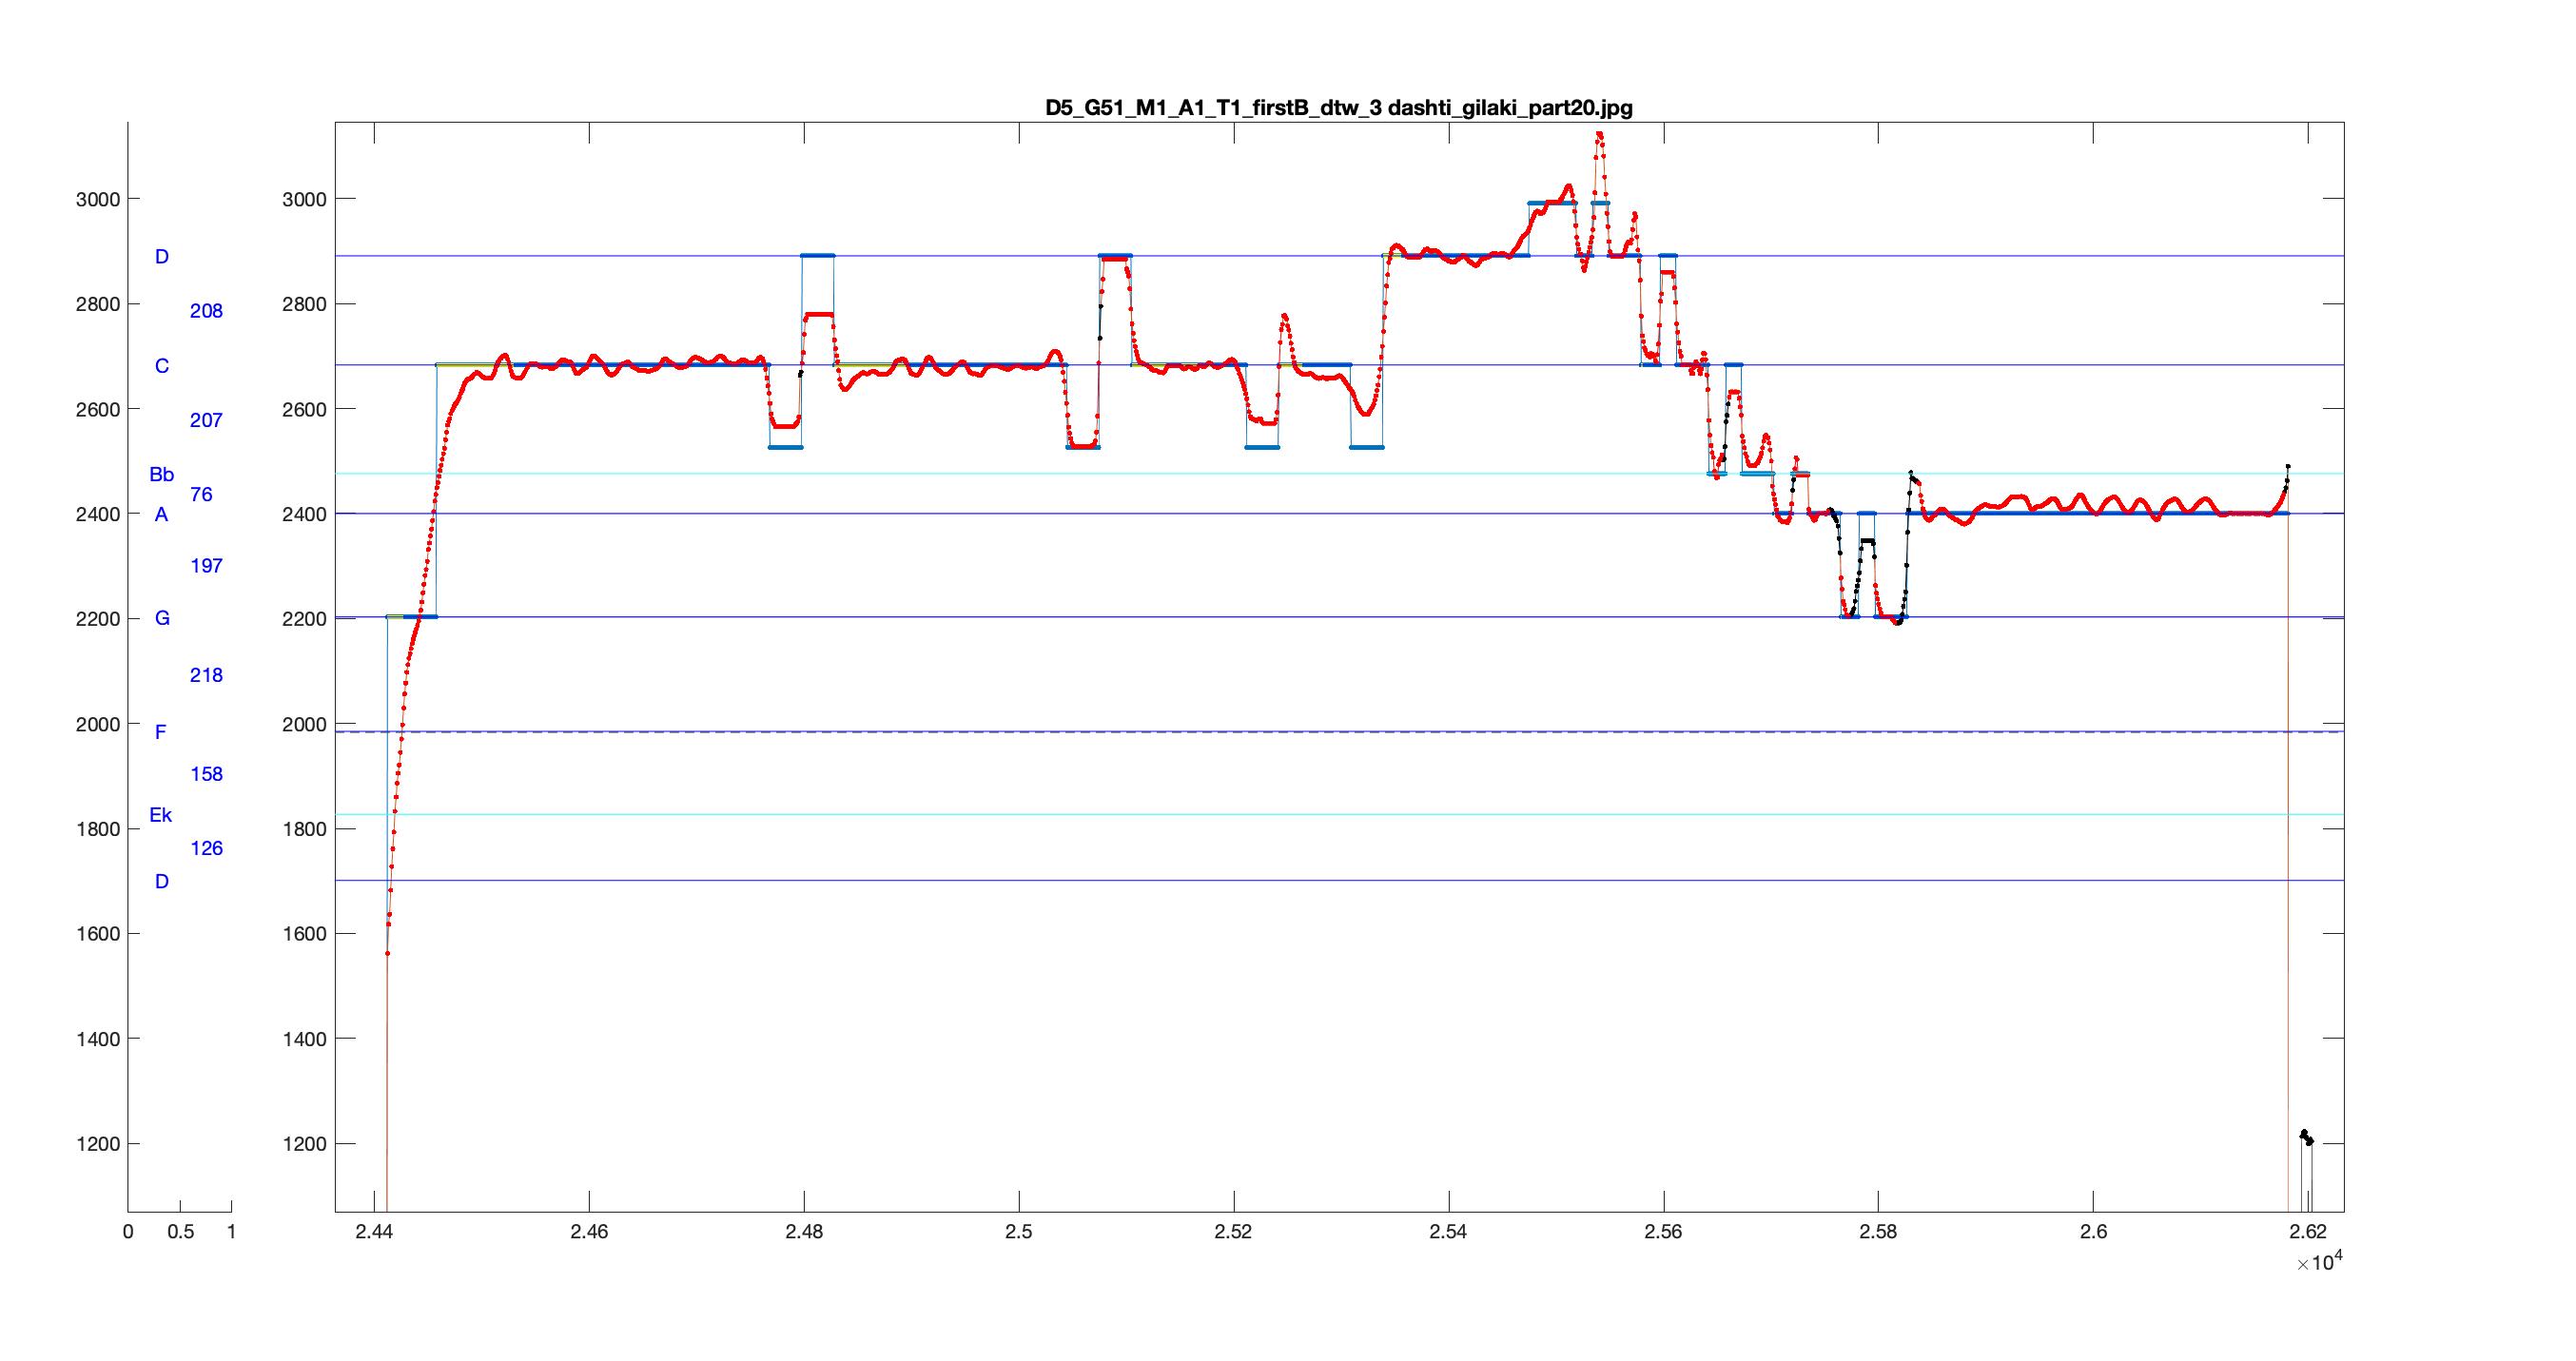 D5_G51_M1_A1_T1_firstB_dtw_3 dashti_gilaki_part20.jpg
3000 3000
D
2800 208 2800
C
2600 207 2600
Bb
76
2400 A 2400
197
2200 G 2200
218
2000 F 2000
158
1800 Ek 1800
126
D
1600 1600
1400 1400
1200 1200
0 0.5 1 2.44 2.46 2.48 2.5 2.52 2.54 2.56 2.58 2.6 2.62
×10⁴